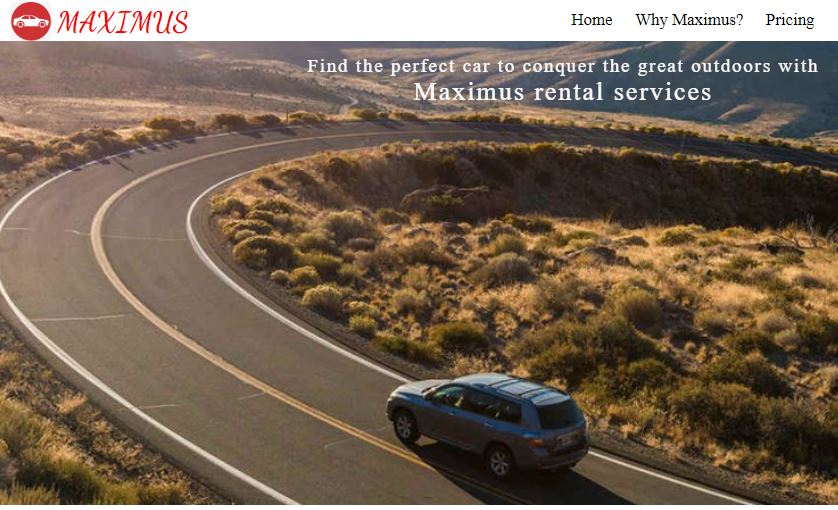 MAXIMUS
Home Why Maximus? Pricing
Find the perfect car to conquer the great outdoors with
Maximus rental services